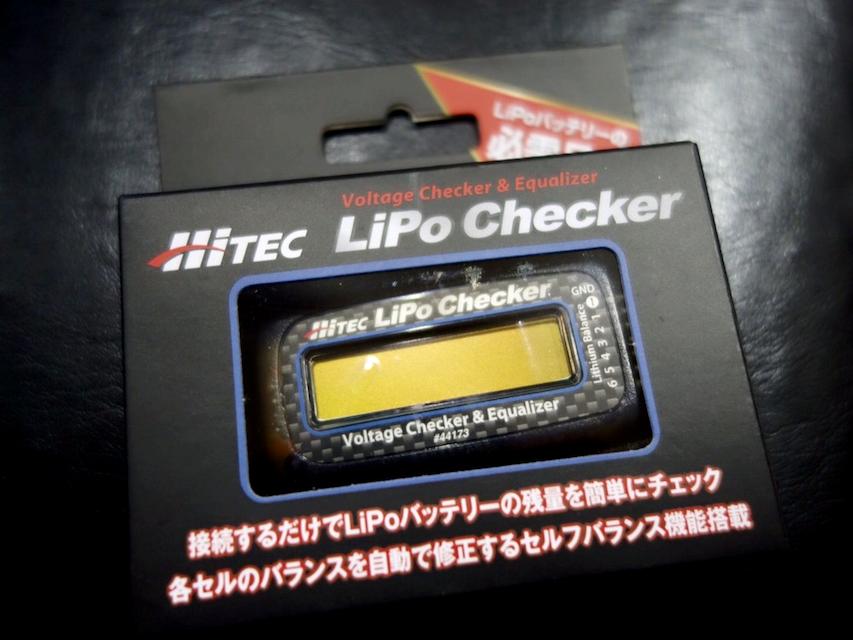 LiPoバッテリーの
Voltage Checker & Equalizer
HiTEC LiPo Checker
HiTEC LiPo Checker
GND
Lithium Balance
6 5 4 3 2 1 -
Voltage Checker & Equalizer
#44173
接続するだけでLiPoバッテリーの残量を簡単にチェック
各セルのバランスを自動で修正するセルフバランス機能搭載